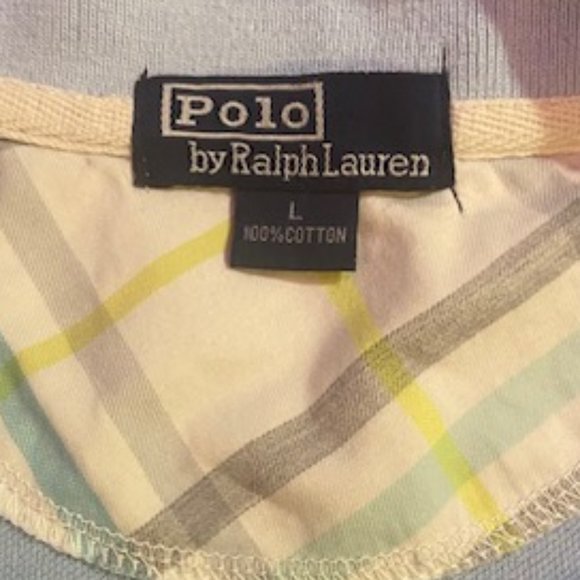 Polo
by Ralph Lauren
L
100% COTTON